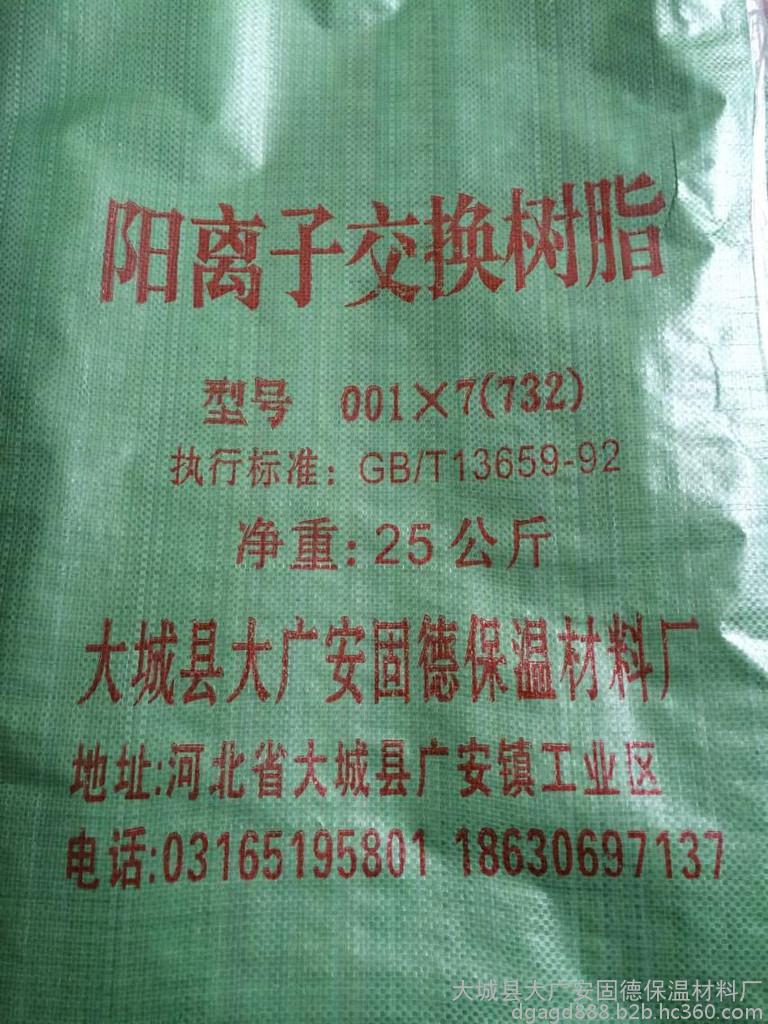 阳离子交换树脂
型号 001×7(732)
执行标准: GB/T13659-92
净重: 25公斤
大城县大广安固德保温材料厂
地址:河北省大城县广安镇工业区
电话:03165195801 18630697137
大城县大广安固德保温材料厂
dgagd888.b2b.hc360.com